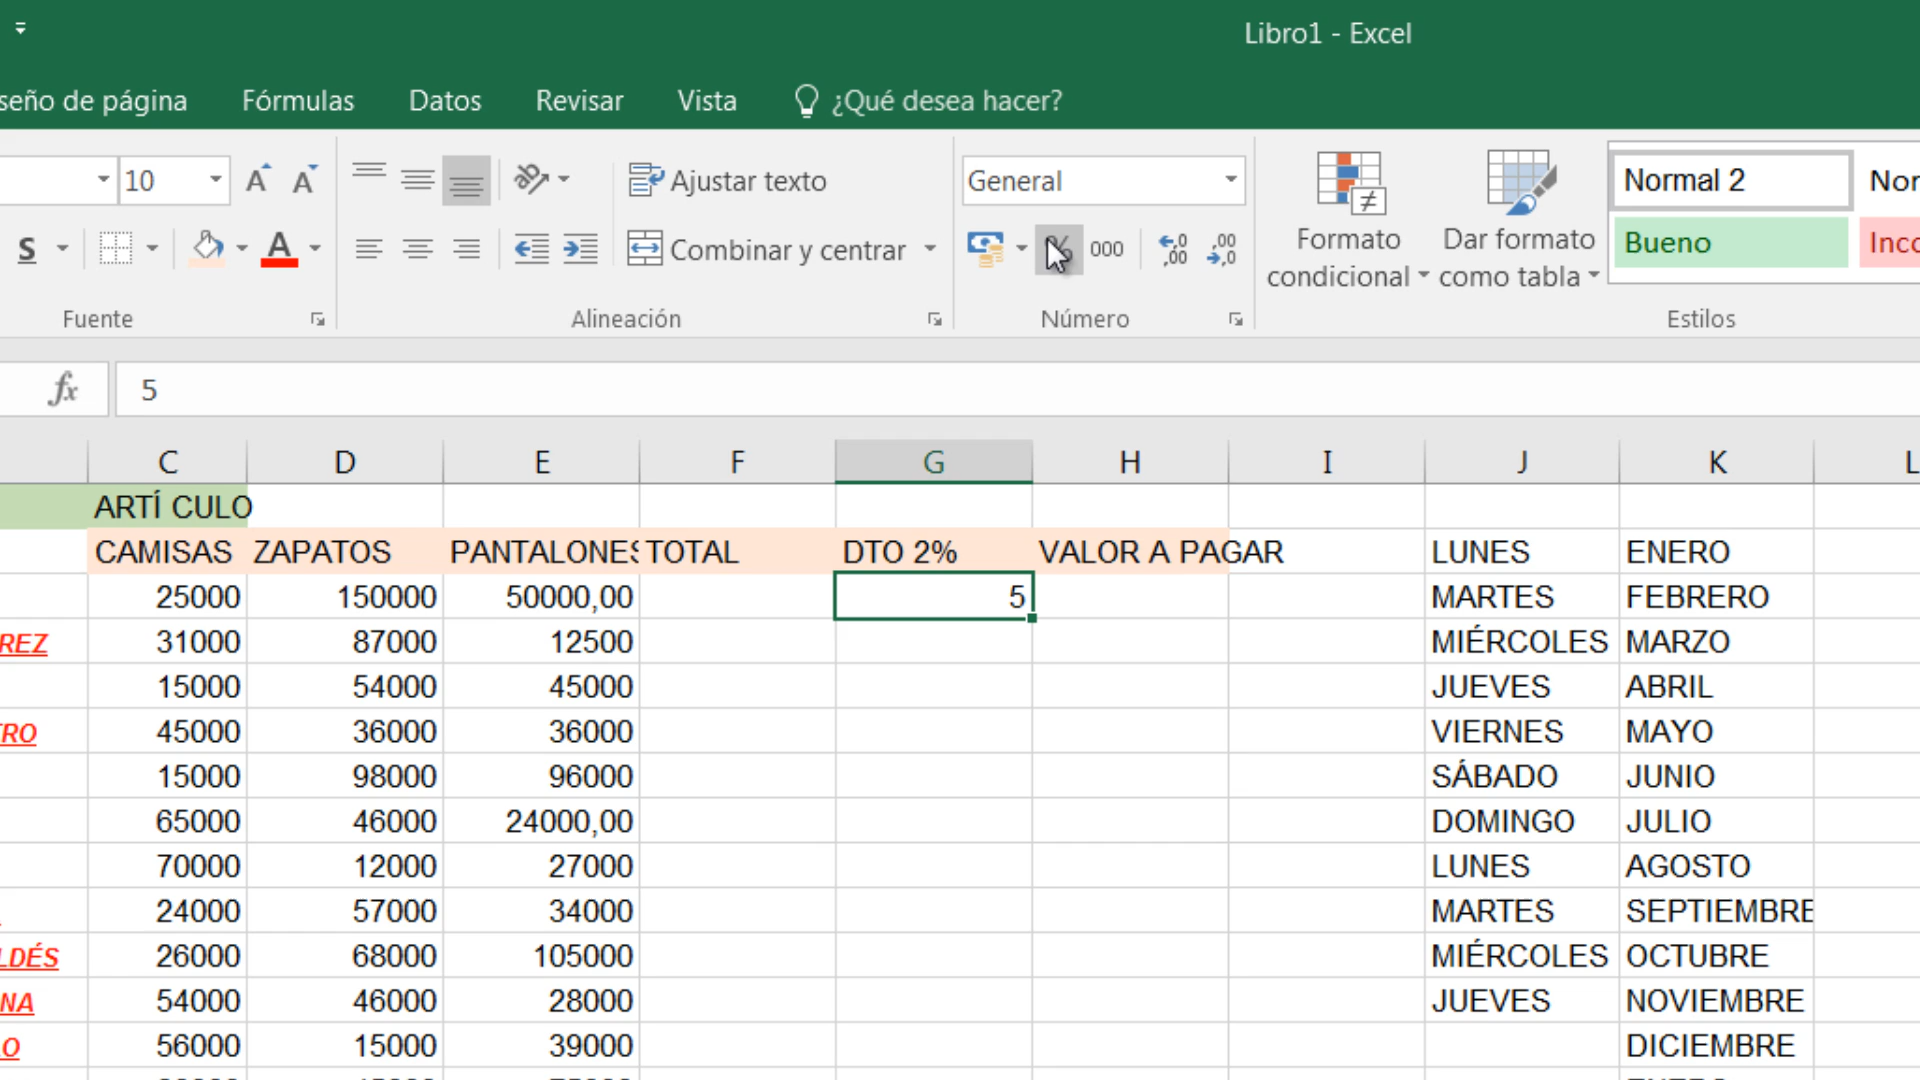 Libro1 - Excel
seño de página Fórmulas Datos Revisar Vista ¿Qué desea hacer?
10 A A Ajustar texto General Normal 2 Nor
S A Combinar y centrar % 000 Formato condicional Dar formato como tabla Bueno Inco
Fuente Alineación Número Estilos
fx 5
C D E F G H I J K L
ARTÍ CULO
CAMISAS ZAPATOS PANTALONES TOTAL DTO 2% VALOR A PAGAR LUNES ENERO
25000 150000 50000,00 5 MARTES FEBRERO
REZ 31000 87000 12500 MIÉRCOLES MARZO
15000 54000 45000 JUEVES ABRIL
RO 45000 36000 36000 VIERNES MAYO
15000 98000 96000 SÁBADO JUNIO
65000 46000 24000,00 DOMINGO JULIO
70000 12000 27000 LUNES AGOSTO
24000 57000 34000 MARTES SEPTIEMBRE
LDÉS 26000 68000 105000 MIÉRCOLES OCTUBRE
NA 54000 46000 28000 JUEVES NOVIEMBRE
O 56000 15000 39000 DICIEMBRE